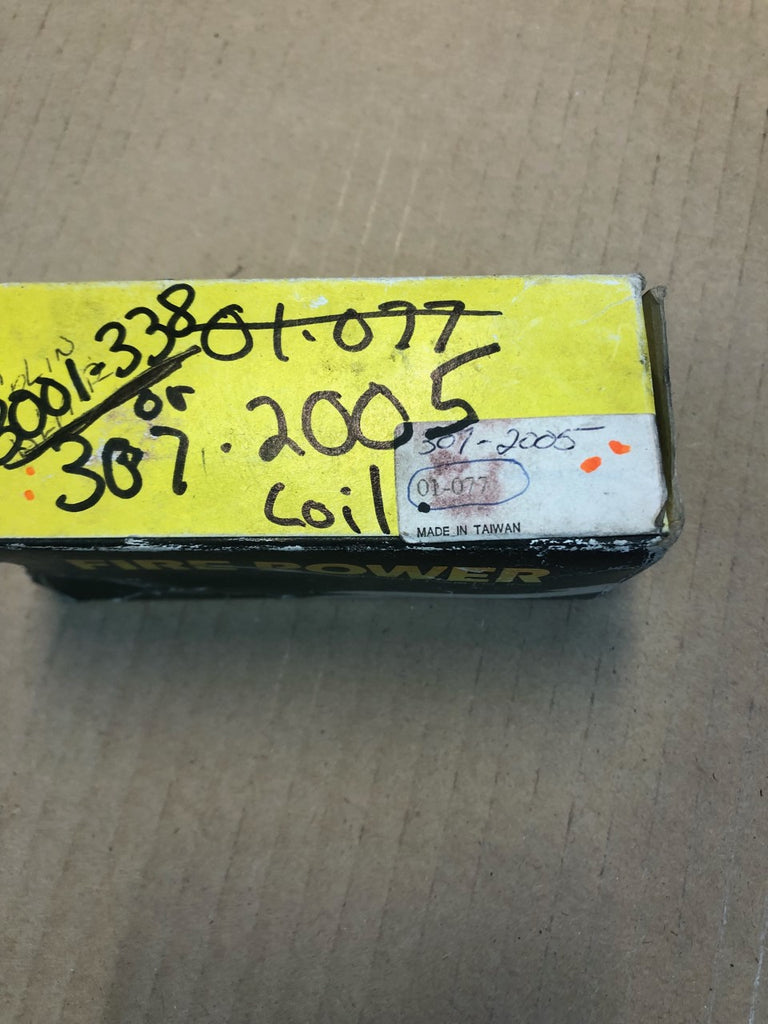 3001-338 01.077
or
307.2005
Coil
307-2005
01-077
MADE IN TAIWAN
FIRE POWER